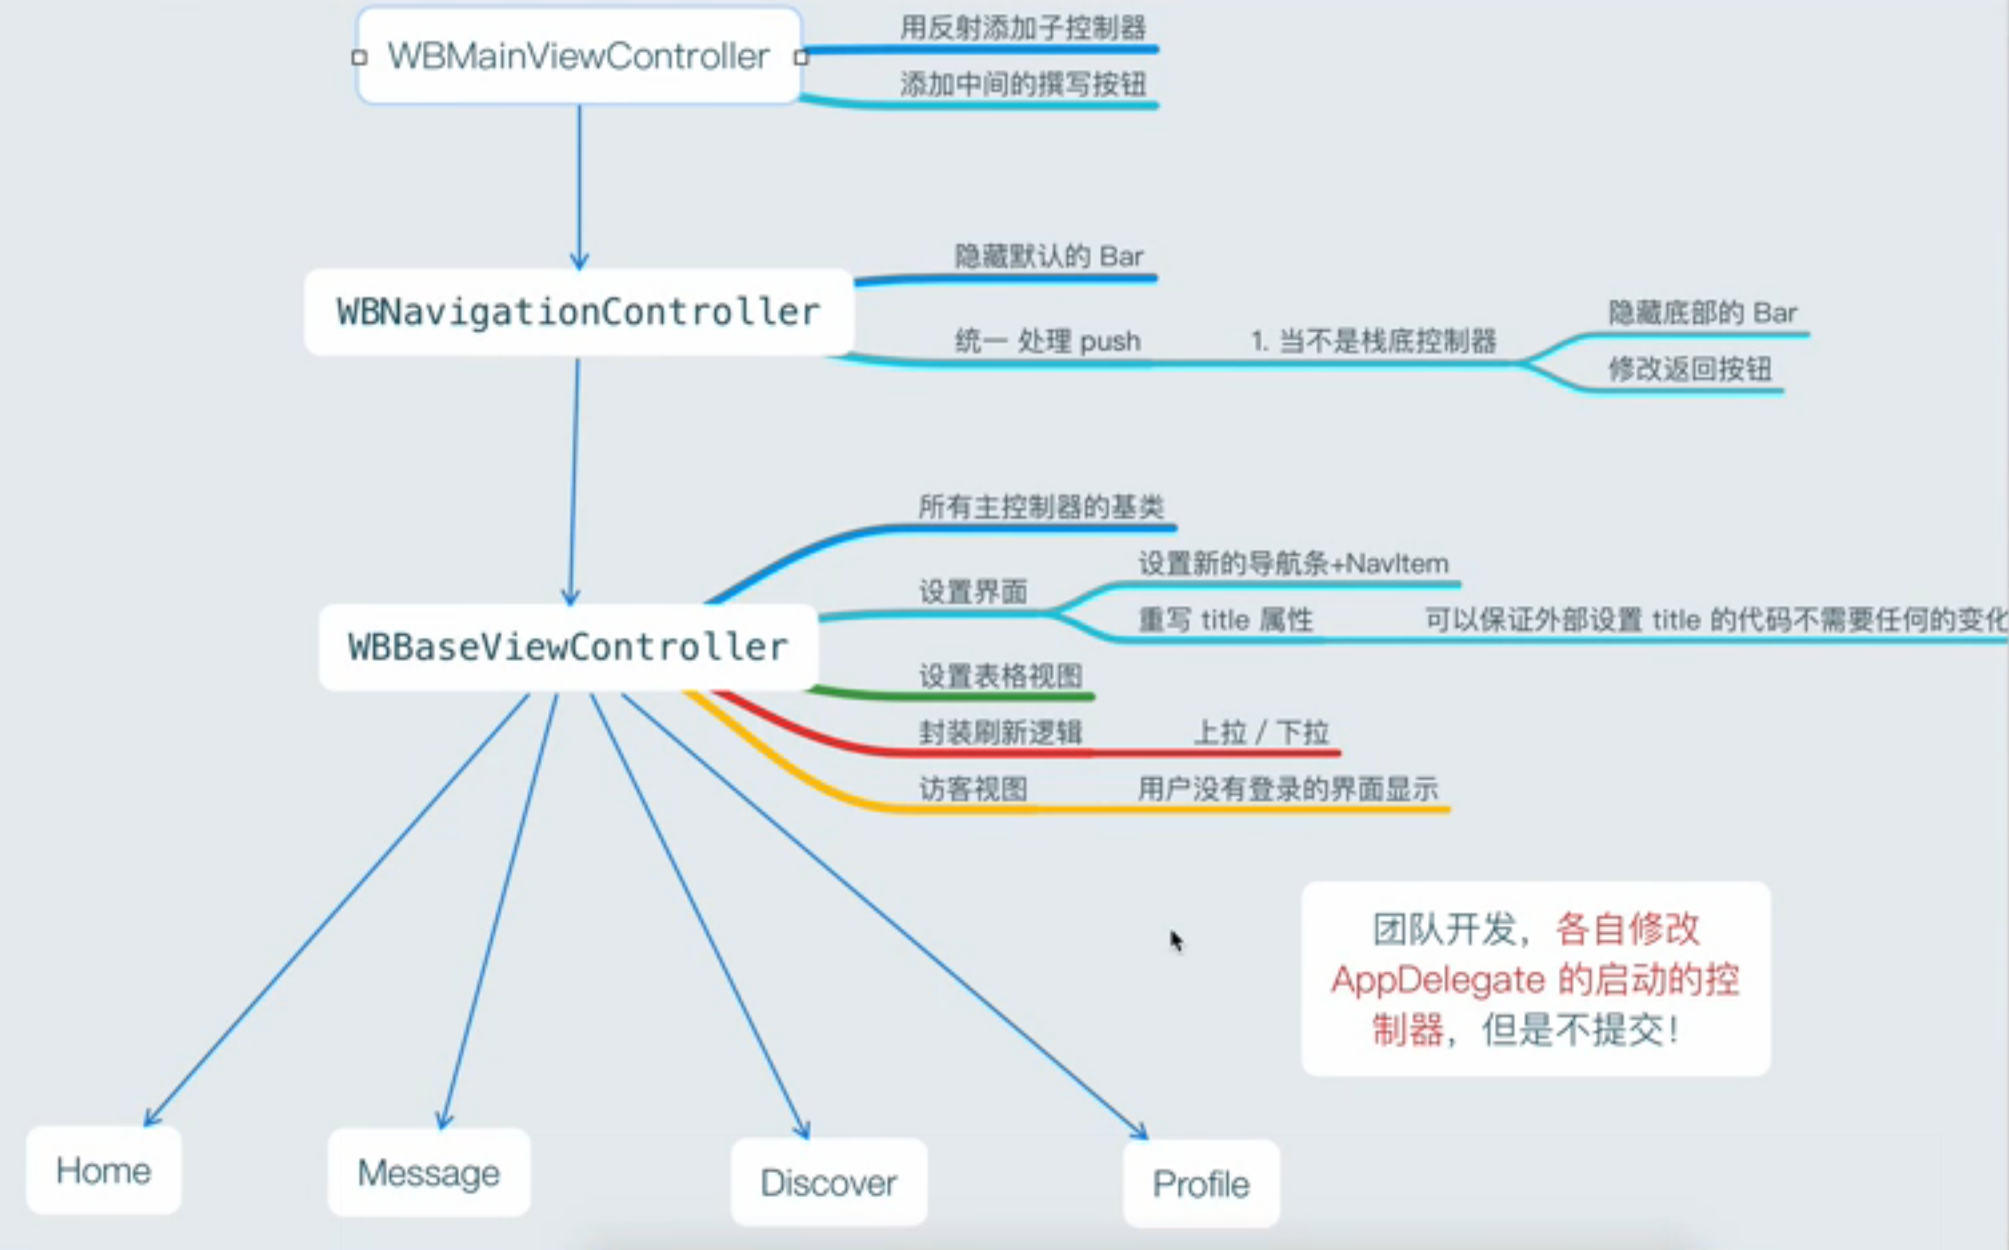 WBMainViewController
用反射添加子控制器
添加中间的撰写按钮
WBNavigationController
隐藏默认的 Bar
统一 处理 push
1. 当不是栈底控制器
隐藏底部的 Bar
修改返回按钮
WBBaseViewController
所有主控制器的基类
设置界面
设置新的导航条+NavItem
重写 title 属性
可以保证外部设置 title 的代码不需要任何的变化
设置表格视图
封装刷新逻辑
上拉 / 下拉
访客视图
用户没有登录的界面显示
团队开发，各自修改
AppDelegate 的启动的控
制器，但是不提交！
Home
Message
Discover
Profile